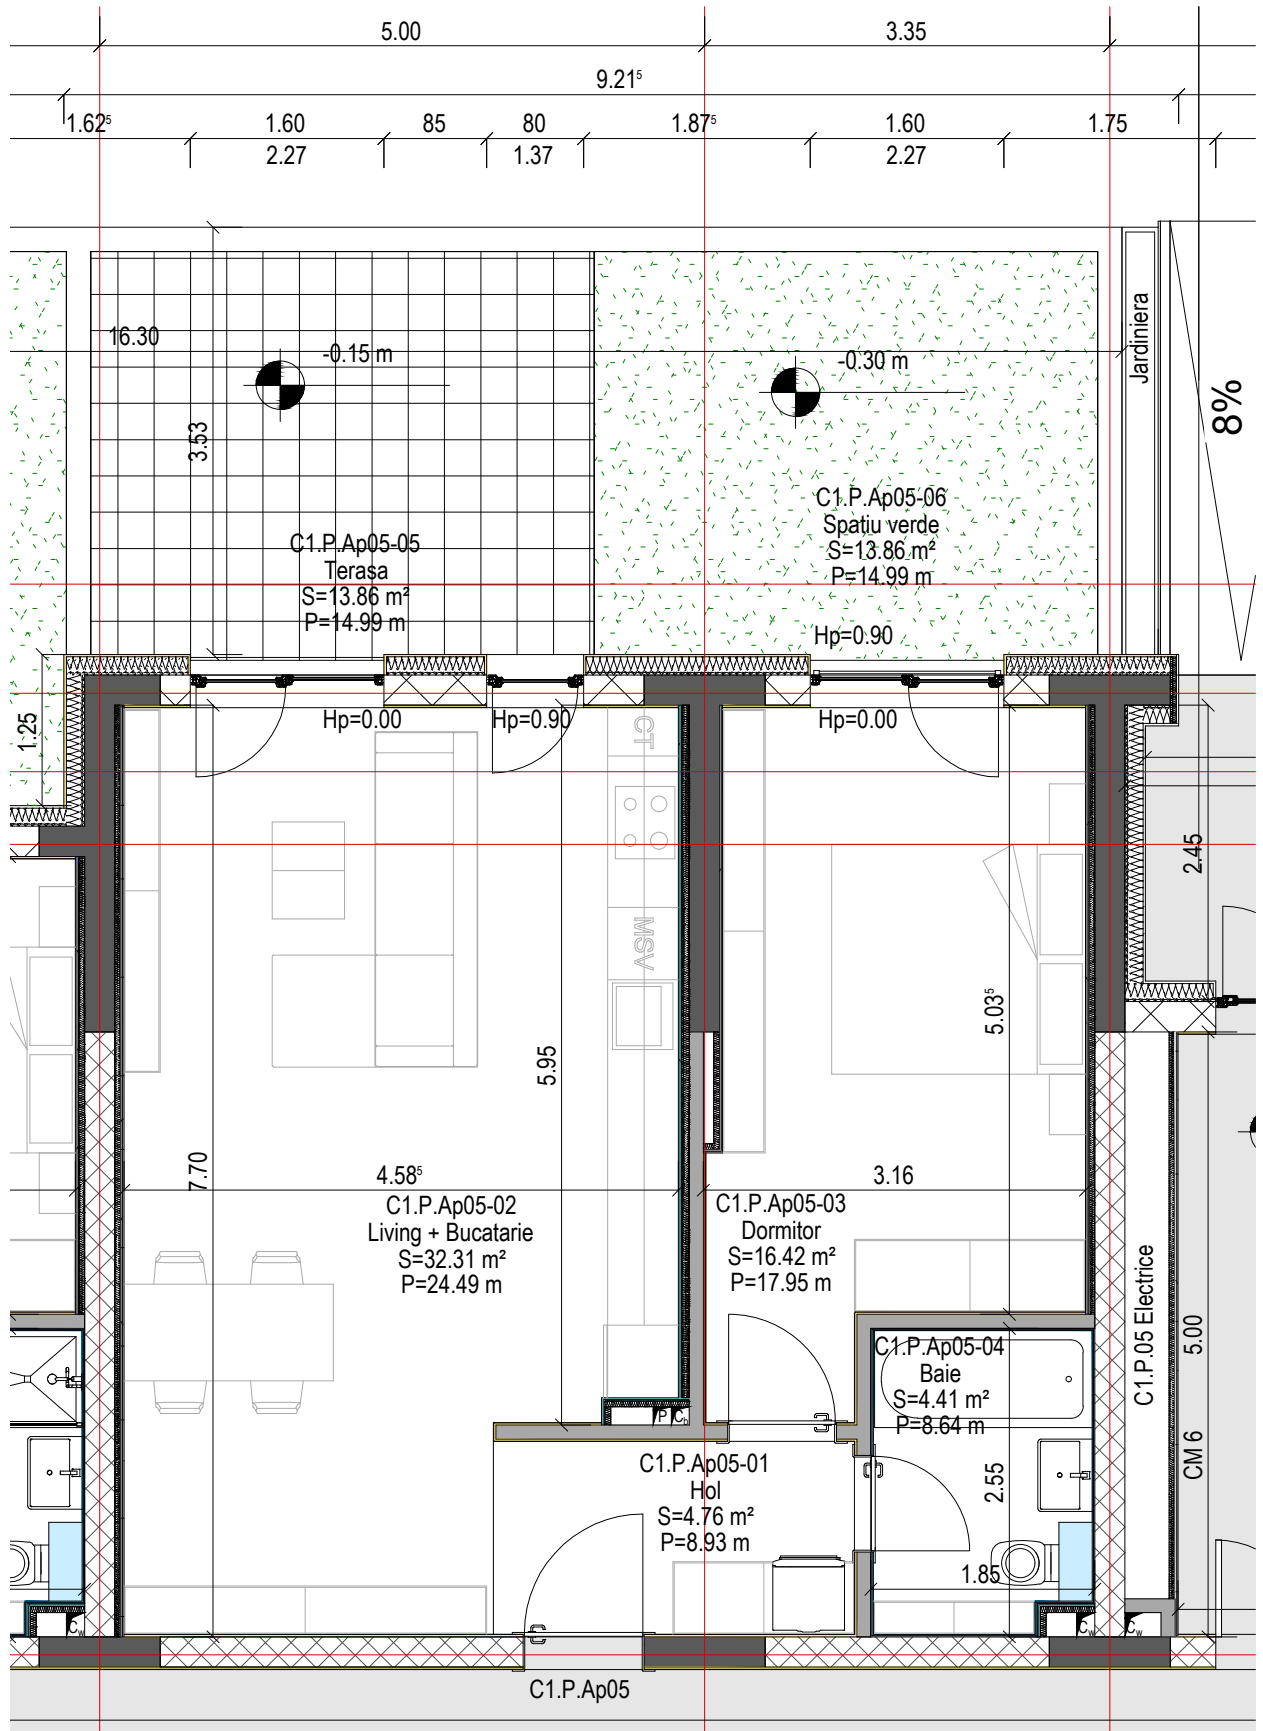 5.00
3.35
9.21⁵
1.62⁵
1.60
85
80
1.87⁵
1.60
1.75
2.27
1.37
2.27
16.30
-0.15 m
-0.30 m
Jardiniera
8%
3.53
C1.P.Ap05-05
Terasa
S=13.86 m²
P=14.99 m
C1.P.Ap05-06
Spatiu verde
S=13.86 m²
P=14.99 m
Hp=0.90
Hp=0.00
Hp=0.90
Hp=0.00
1.25
CT
2.45
MSV
5.03⁵
5.95
7.70
4.58⁵
3.16
C1.P.Ap05-02
Living + Bucatarie
S=32.31 m²
P=24.49 m
C1.P.Ap05-03
Dormitor
S=16.42 m²
P=17.95 m
C1.P.05 Electrice
5.00
CM 6
C1.P.Ap05-04
Baie
S=4.41 m²
P=8.64 m
P
Cb
C1.P.Ap05-01
Hol
S=4.76 m²
P=8.93 m
2.55
1.85
Cw
Cw
Cw
C1.P.Ap05